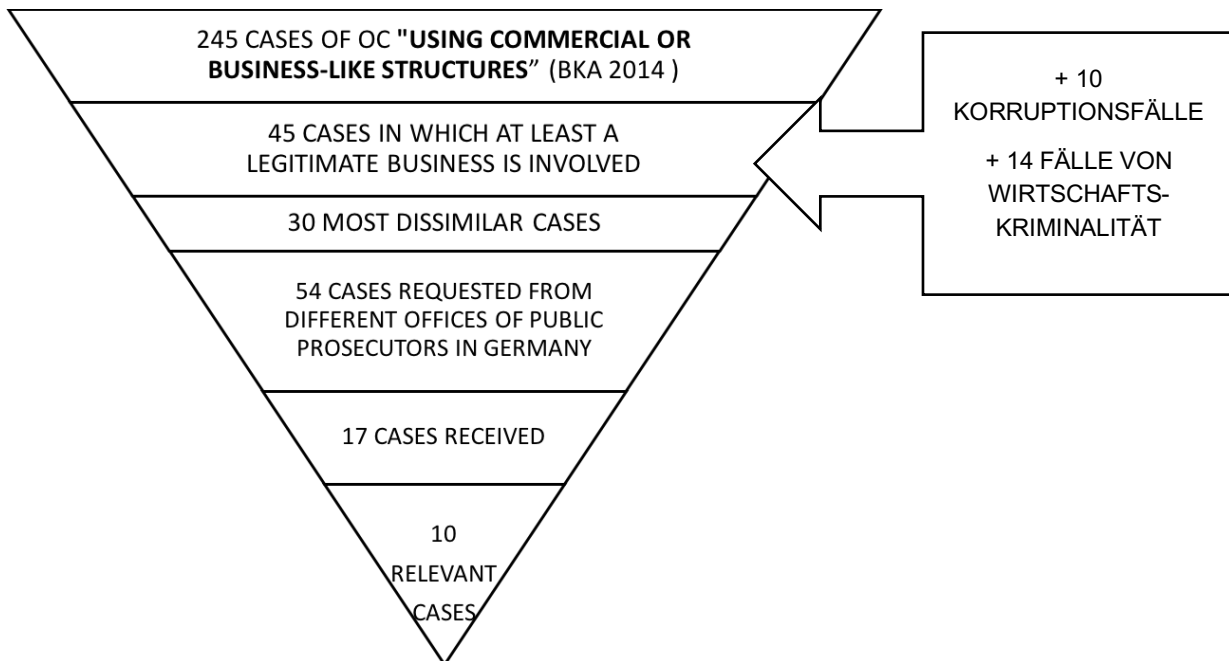 245 CASES OF OC "USING COMMERCIAL OR
BUSINESS-LIKE STRUCTURES” (BKA 2014 )
45 CASES IN WHICH AT LEAST A
LEGITIMATE BUSINESS IS INVOLVED
30 MOST DISSIMILAR CASES
54 CASES REQUESTED FROM
DIFFERENT OFFICES OF PUBLIC
PROSECUTORS IN GERMANY
17 CASES RECEIVED
10
RELEVANT
CASES
+ 10
KORRUPTIONSFÄLLE
+ 14 FÄLLE VON
WIRTSCHAFTS-
KRIMINALITÄT